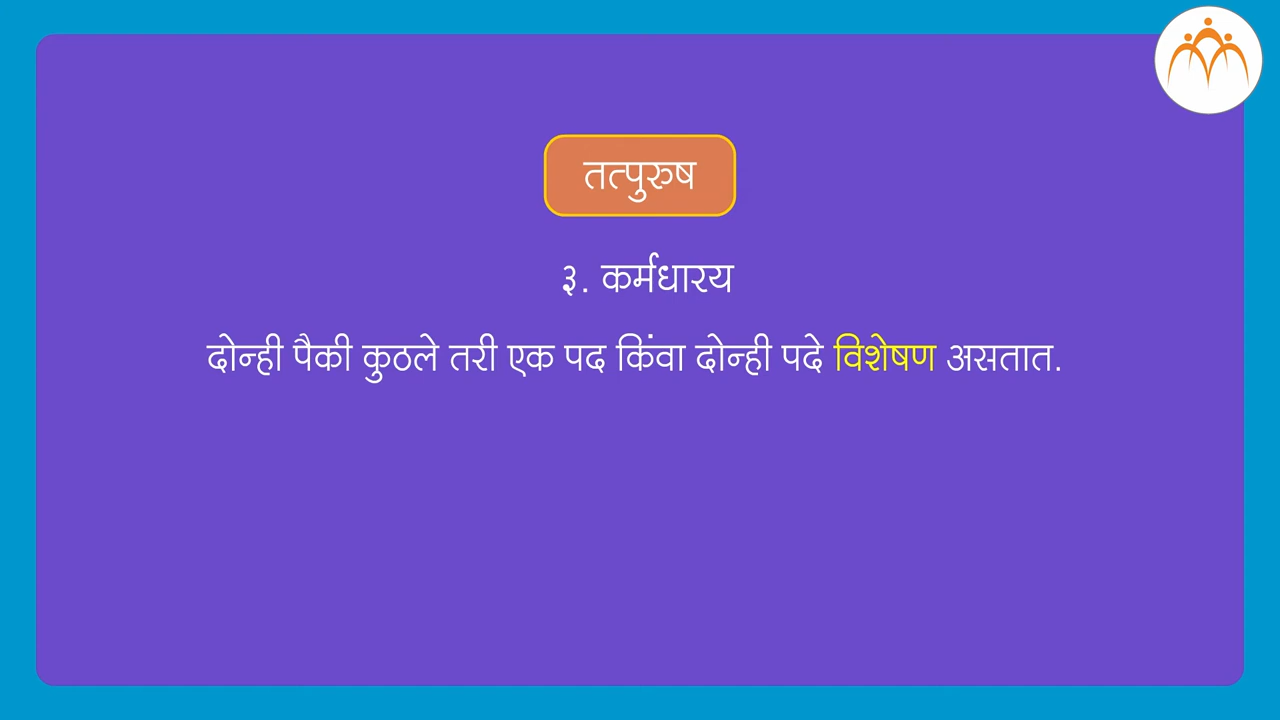 तत्पुरुष
३. कर्मधारय
दोन्ही पैकी कुठले तरी एक पद किंवा दोन्ही पदे विशेषण असतात.